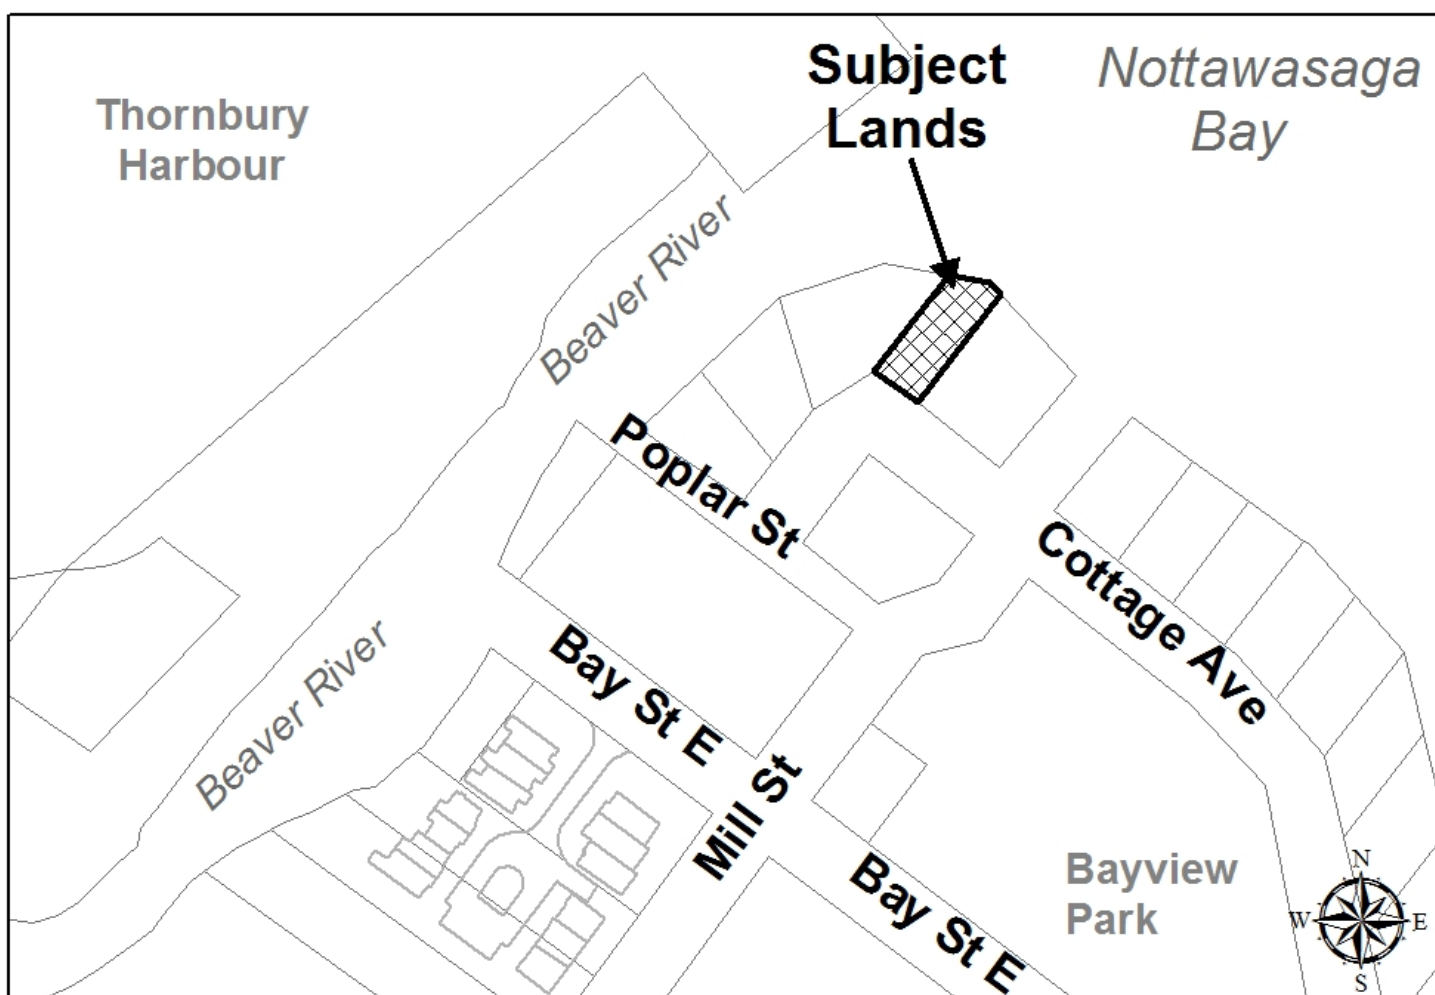 Subject
Lands
Nottawasaga
Bay
Thornbury
Harbour
Beaver River
Poplar St
Cottage Ave
Bay St E
Beaver River
Mill St
Bay St E
Bayview
Park
N
W
E
S